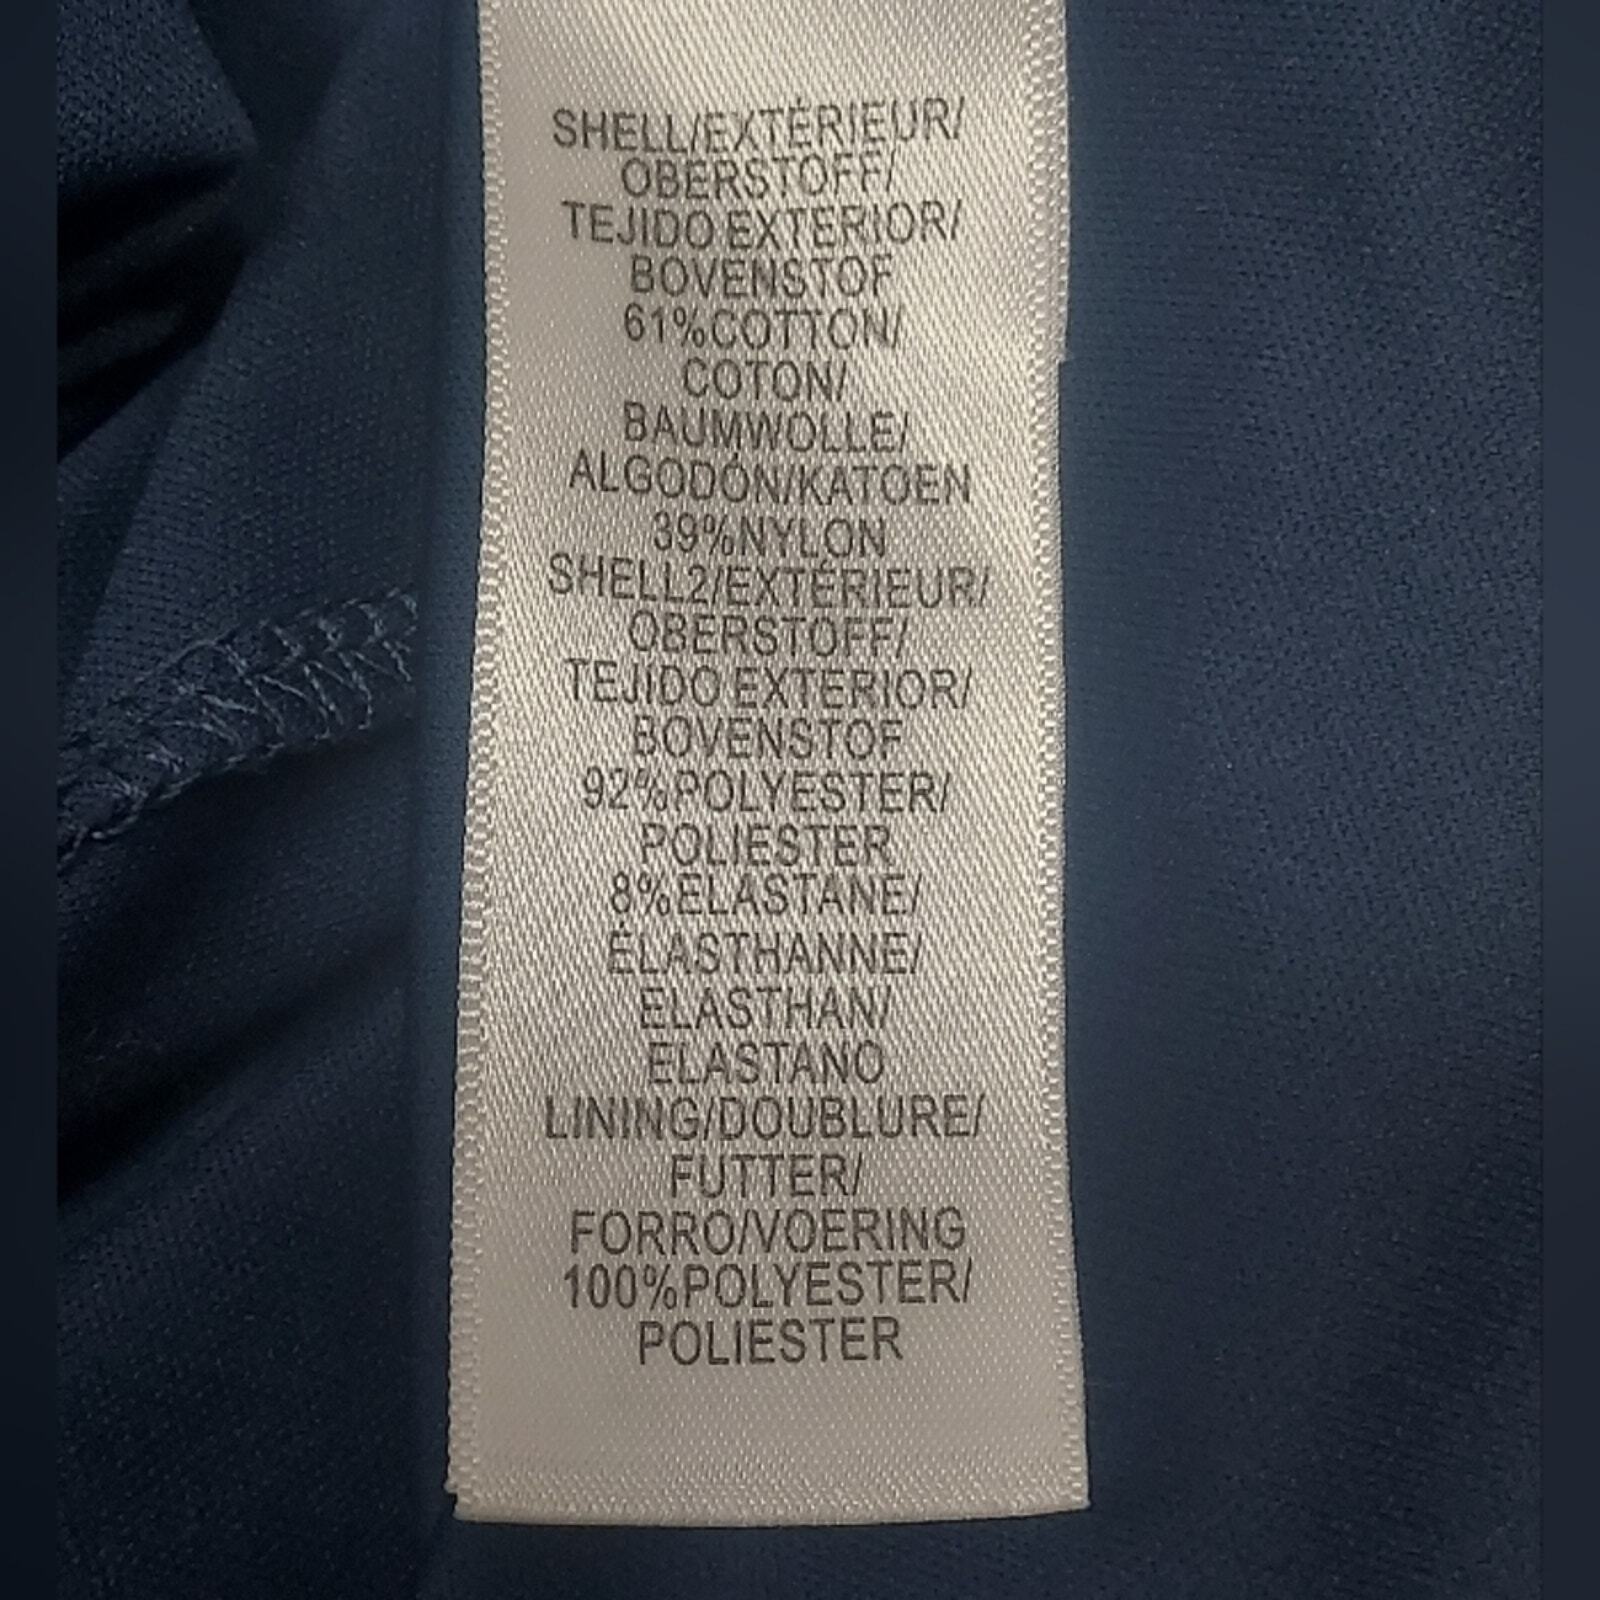 SHELL/EXTÉRIEUR/
OBERSTOFF/
TEJIDO EXTERIOR/
BOVENSTOF
61%COTTON/
COTON/
BAUMWOLLE/
ALGODÓN/KATOEN
39%NYLON
SHELL2/EXTÉRIEUR/
OBERSTOFF/
TEJIDO EXTERIOR/
BOVENSTOF
92%POLYESTER/
POLIESTER
8%ELASTANE/
ÉLASTHANNE/
ELASTHAN/
ELASTANO
LINING/DOUBLURE/
FUTTER/
FORRO/VOERING
100%POLYESTER/
POLIESTER